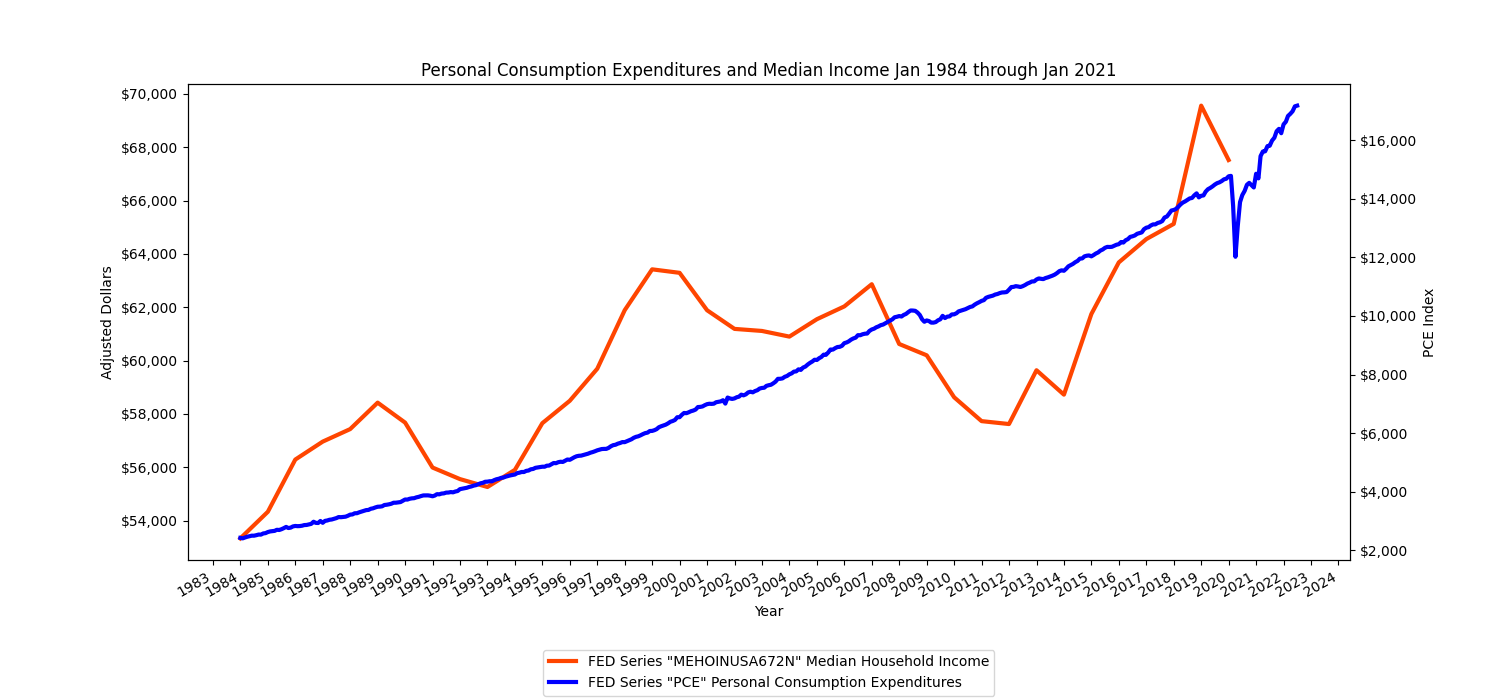 Personal Consumption Expenditures and Median Income Jan 1984 through Jan 2021
$70,000
$68,000
$66,000
$64,000
$62,000
$60,000
$58,000
$56,000
$54,000
Adjusted Dollars
$16,000
$14,000
$12,000
$10,000
$8,000
$6,000
$4,000
$2,000
PCE Index
1983 1984 1985 1986 1987 1988 1989 1990 1991 1992 1993 1994 1995 1996 1997 1998 1999 2000 2001 2002 2003 2004 2005 2006 2007 2008 2009 2010 2011 2012 2013 2014 2015 2016 2017 2018 2019 2020 2021 2022 2023 2024
Year
FED Series "MEHOINUSA672N" Median Household Income
FED Series "PCE" Personal Consumption Expenditures